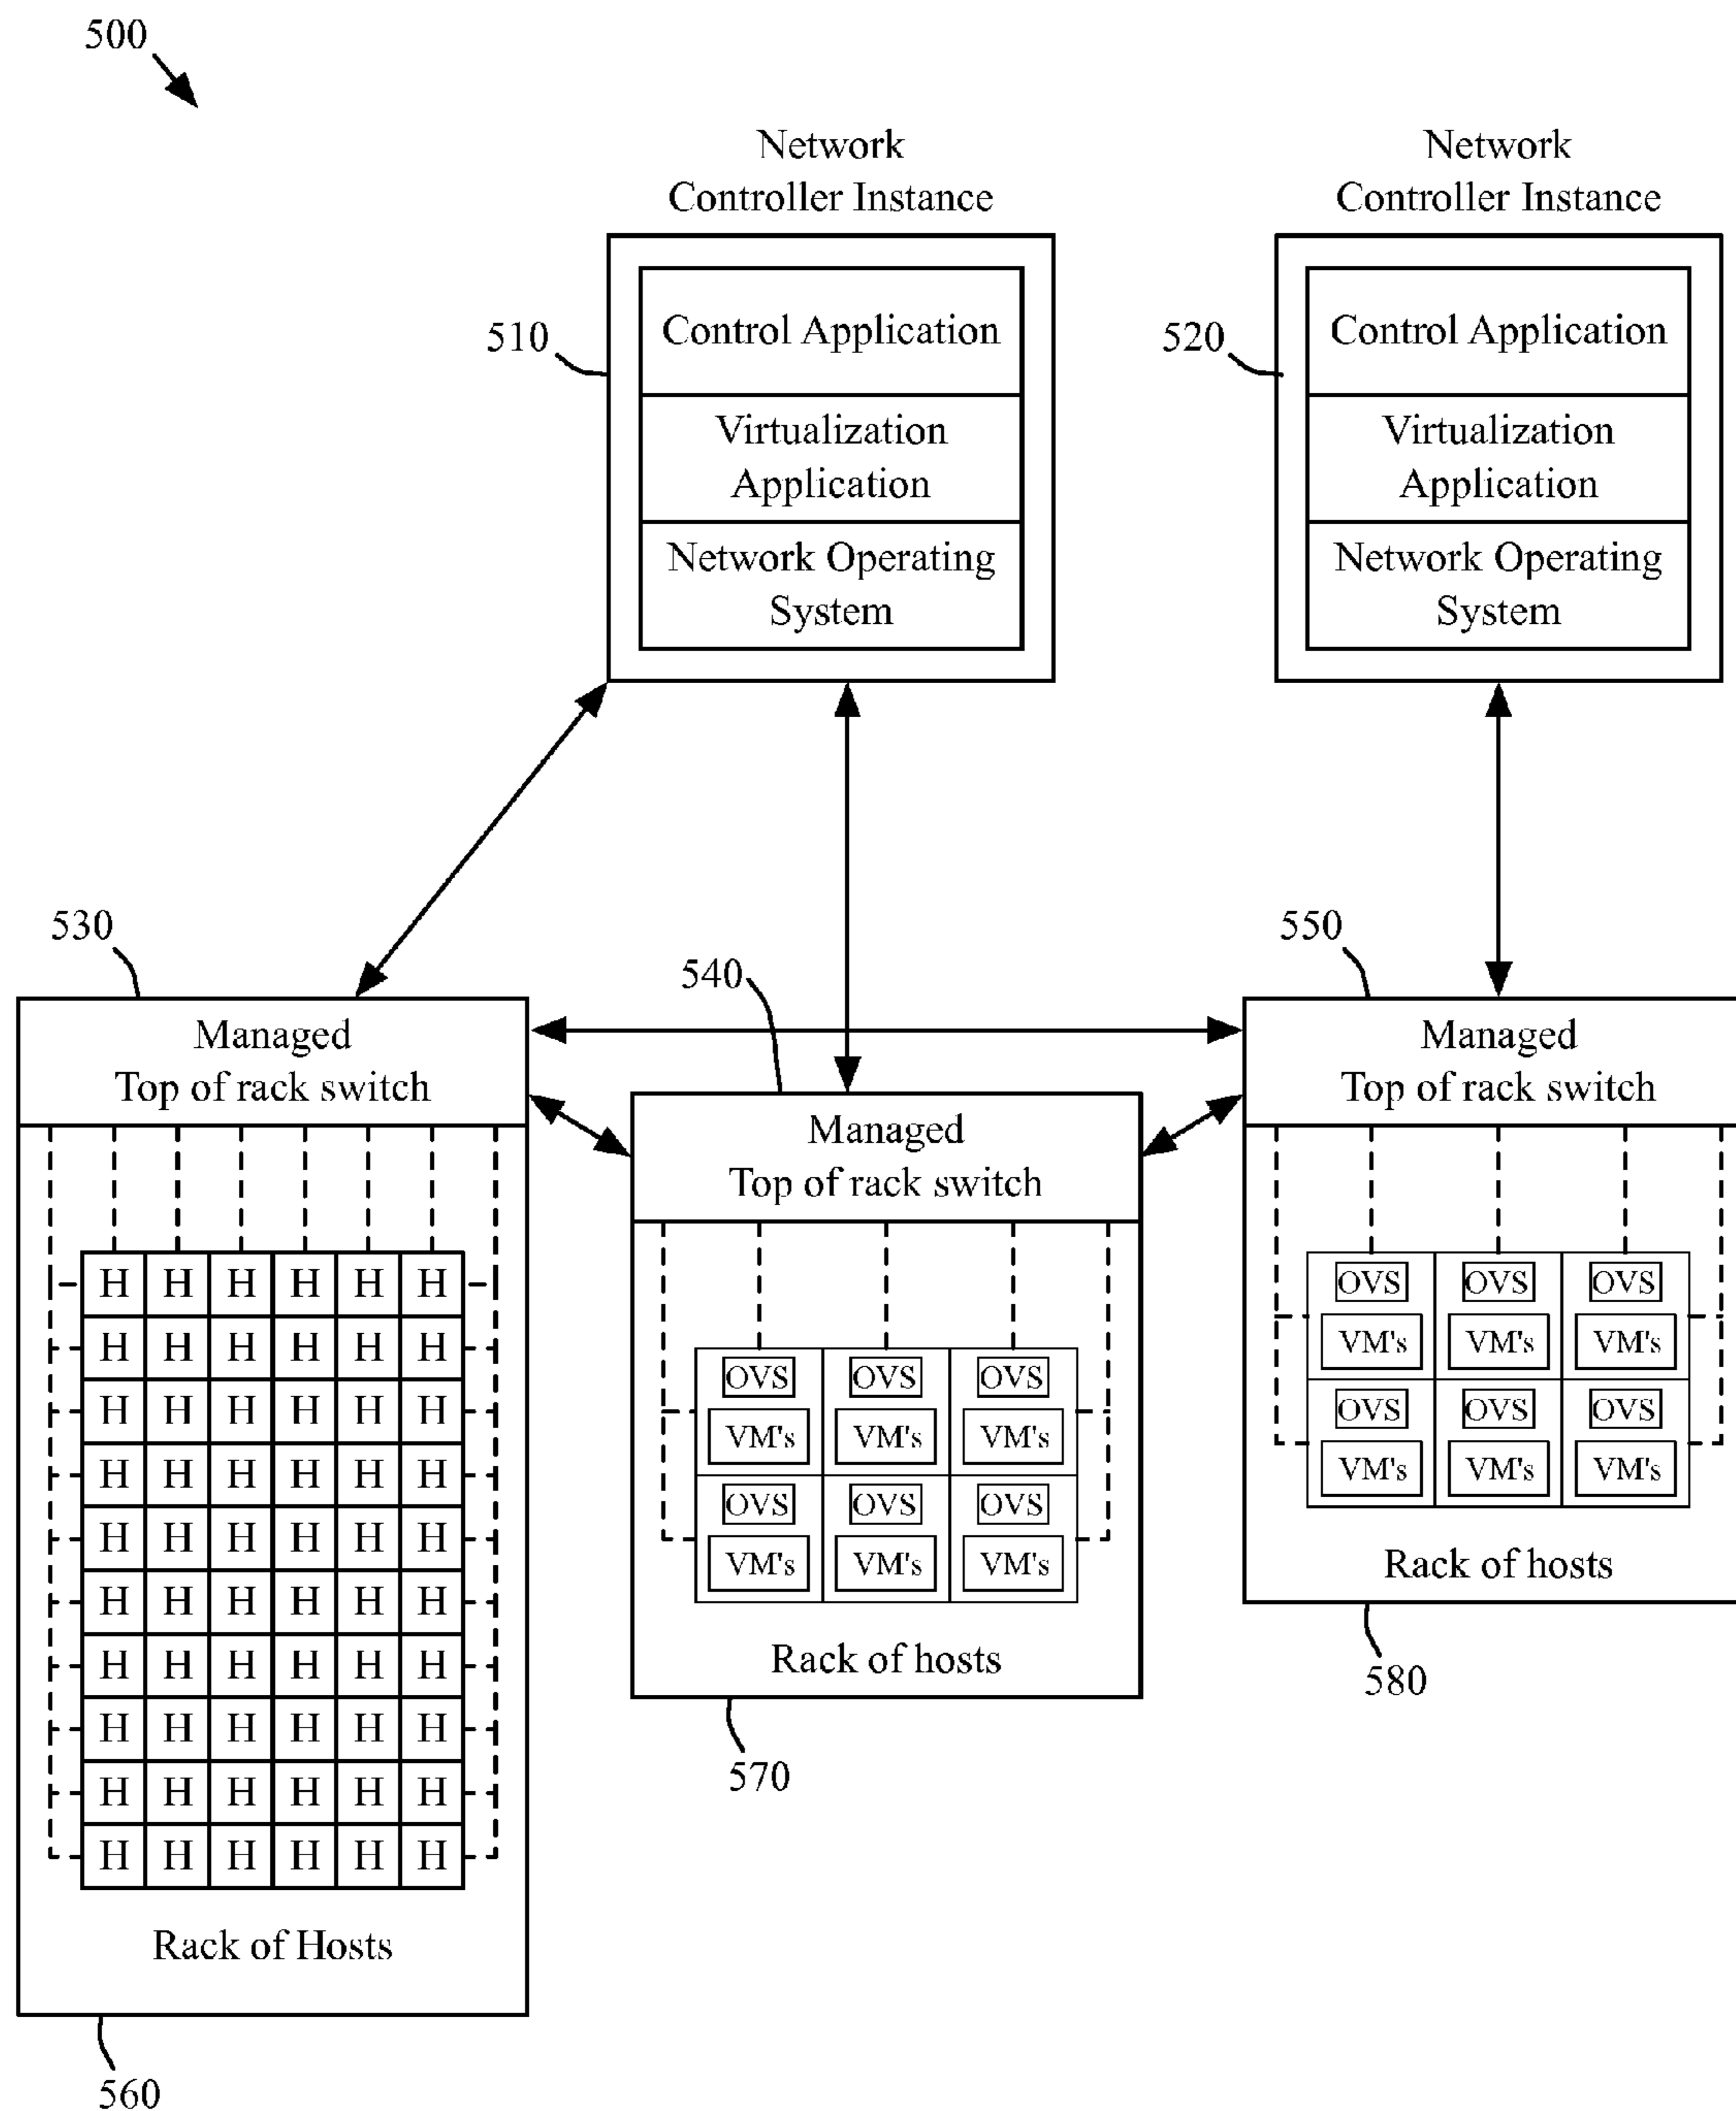 500
Network
Controller Instance
Network
Controller Instance
510
Control Application
Virtualization
Application
Network Operating
System
520
Control Application
Virtualization
Application
Network Operating
System
530
540
550
Managed
Top of rack switch
Managed
Top of rack switch
Managed
Top of rack switch
H H H H H H
H H H H H H
H H H H H H
H H H H H H
H H H H H H
H H H H H H
H H H H H H
H H H H H H
H H H H H H
H H H H H H
Rack of Hosts
560
OVS OVS OVS
VM's VM's VM's
OVS OVS OVS
VM's VM's VM's
Rack of hosts
570
OVS OVS OVS
VM's VM's VM's
OVS OVS OVS
VM's VM's VM's
Rack of hosts
580